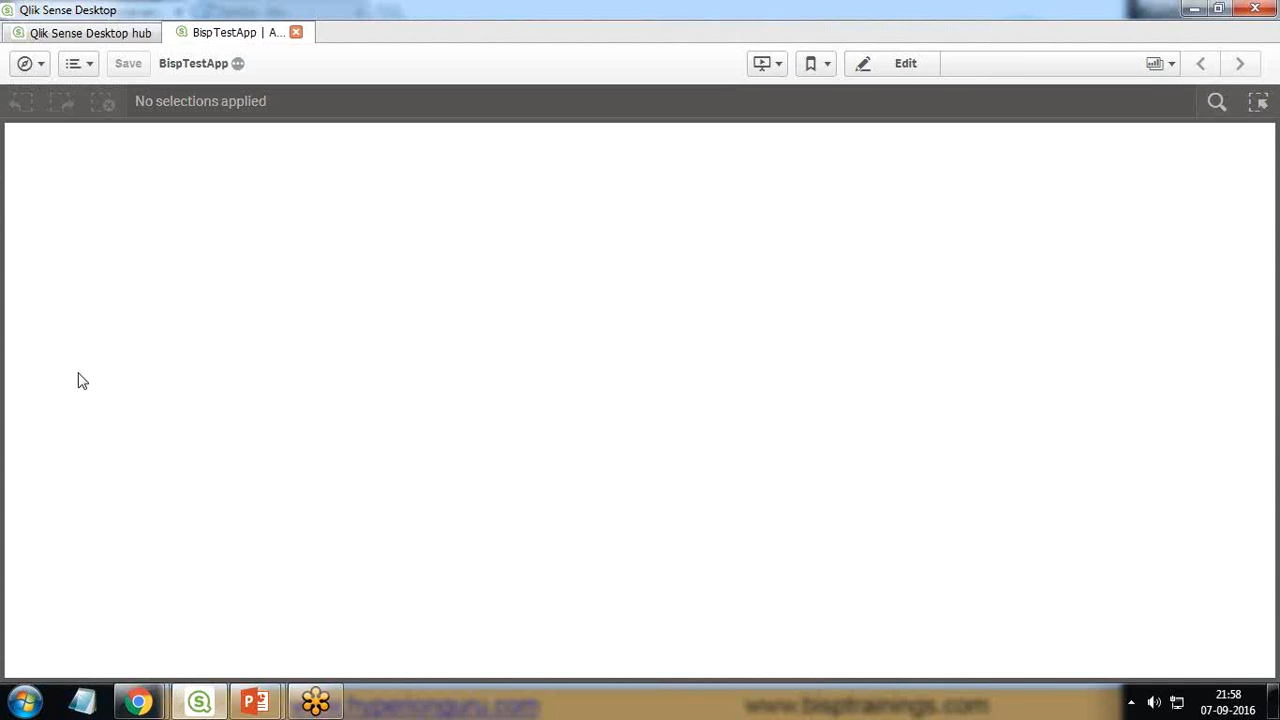 Qlik Sense Desktop
Qlik Sense Desktop hub
BispTestApp | A...
Save
BispTestApp
Edit
No selections applied
www.bisptrainings.com
21:58
07-09-2016